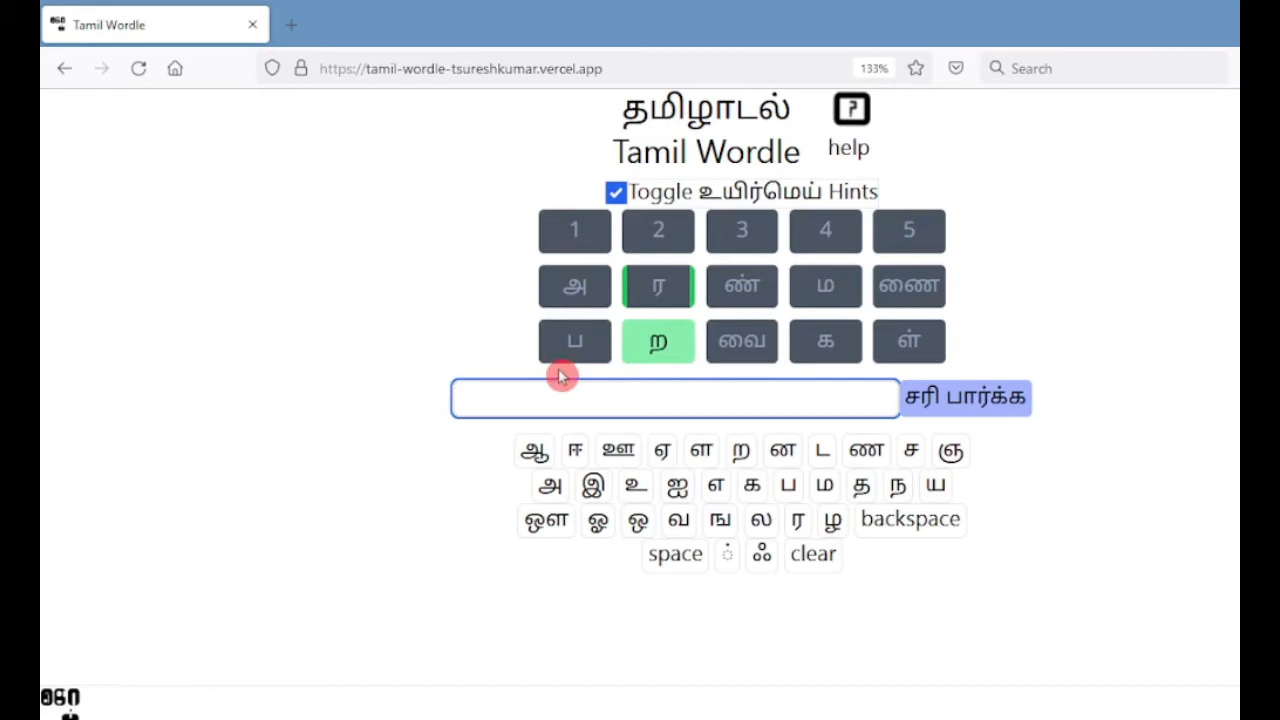 Tamil Wordle
https://tamil-wordle-tsureshkumar.vercel.app
133%
Search
தமிழாடல்
?
Tamil Wordle
help
Toggle உயிர்மெய் Hints
1 2 3 4 5
அ ர ண் ம ணை
ப ற வை க ள்
சரி பார்க்க
ஆ ஈ ஊ ஏ ள ற ன ட ண ச ஞ
அ இ உ ஐ எ க ப ம த ந ய
ஔ ஓ ஒ வ ங ல ர ழ backspace
space ் ஃ clear